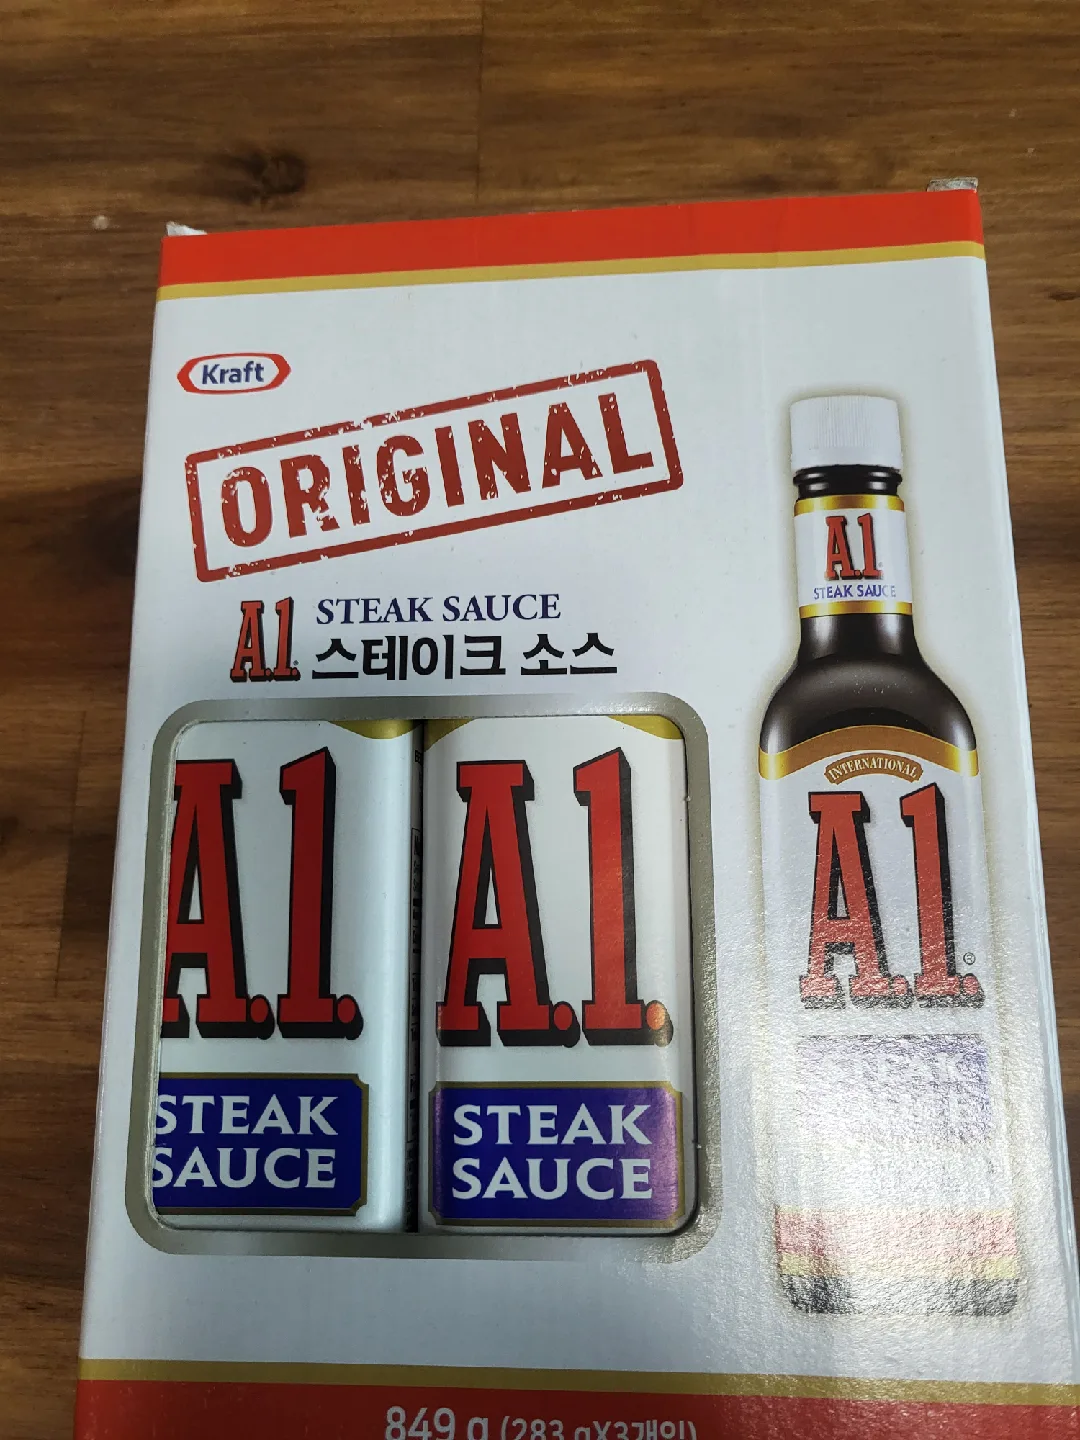 Kraft
ORIGINAL
A.1. STEAK SAUCE
스테이크 소스
A.1.
STEAK
SAUCE
A.1.
STEAK
SAUCE
A.1.
STEAK SAUCE
INTERNATIONAL
A.1.®
849 g (283 gX3개입)